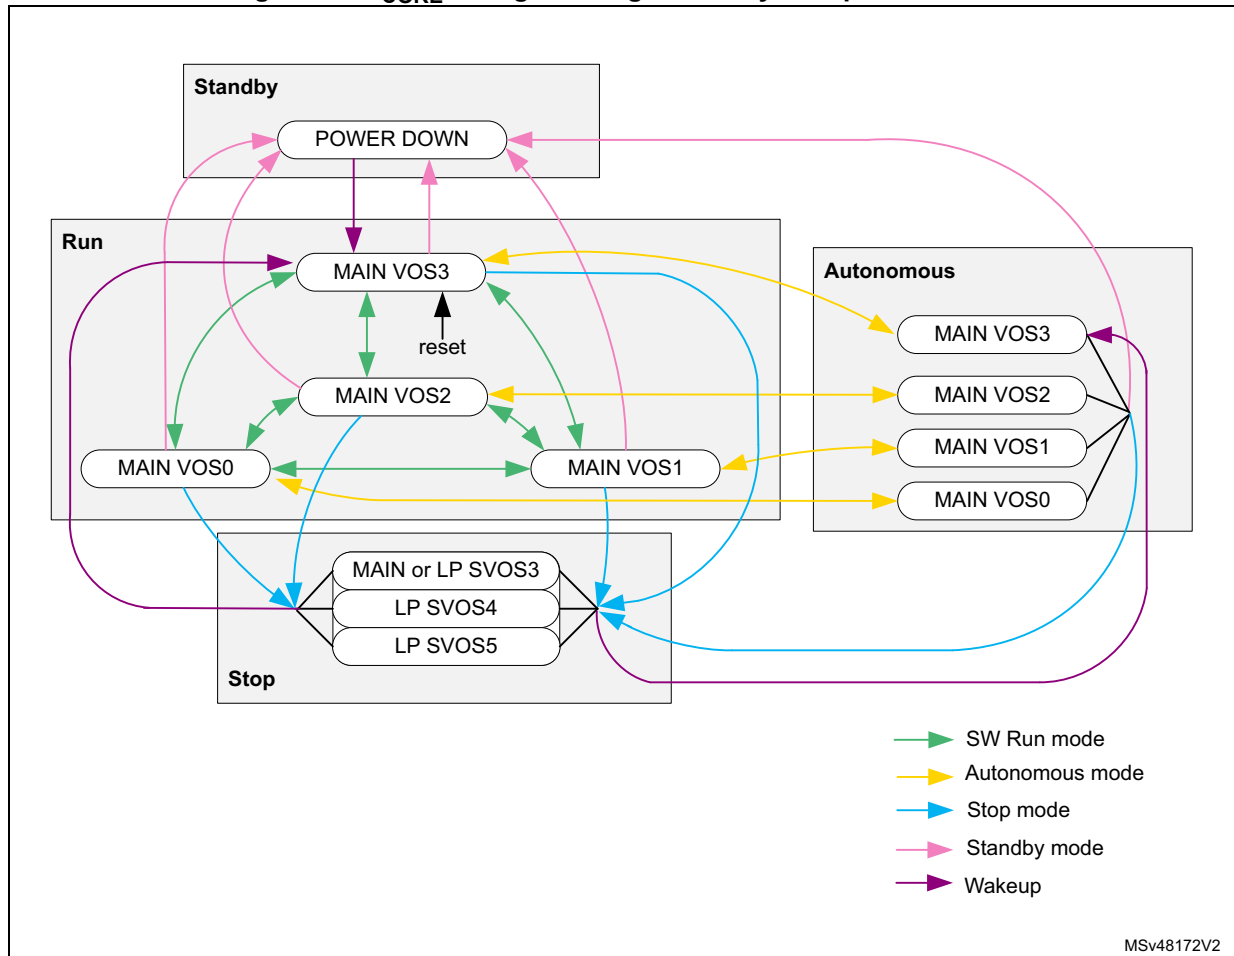 Standby
POWER DOWN
Run
MAIN VOS3
reset
MAIN VOS2
MAIN VOS0
MAIN VOS1
Autonomous
MAIN VOS3
MAIN VOS2
MAIN VOS1
MAIN VOS0
MAIN or LP SVOS3
LP SVOS4
LP SVOS5
Stop
SW Run mode
Autonomous mode
Stop mode
Standby mode
Wakeup
MSv48172V2